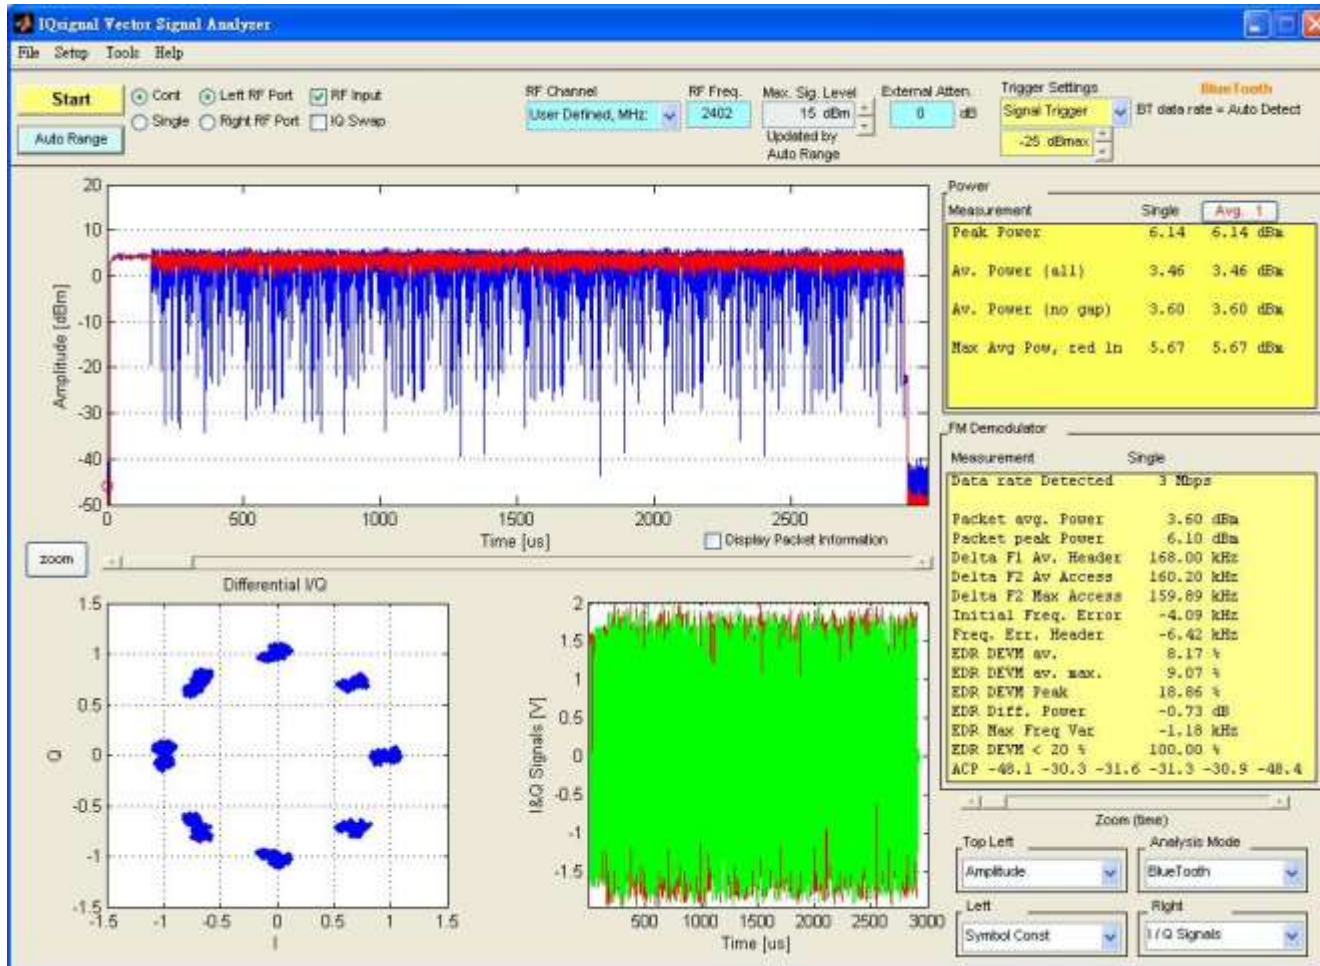 IQsignal Vector Signal Analyzer
File Setup Tools Help
Start
Auto Range
Cont Left RF Port RF Input
Single Right RF Port IQ Swap
RF Channel
User Defined, MHz:
RF Freq.
2402
Max. Sig. Level
15 dBm
Updated by
Auto Range
External Atten.
0 dB
Trigger Settings
Signal Trigger
-25 dBmax
BlueTooth
BT data rate = Auto Detect
Amplitude [dBm]
20
10
0
-10
-20
-30
-40
-50
0 500 1000 1500 2000 2500
Time [us]
Display Packet Information
zoom
Power
Measurement Single Avg. 1
Peak Power 6.14 6.14 dBm
Av. Power (all) 3.46 3.46 dBm
Av. Power (no gap) 3.60 3.60 dBm
Max Avg Pow, red ln 5.67 5.67 dBm
FM Demodulator
Measurement Single
Data rate Detected 3 Mbps
Packet avg. Power 3.60 dBm
Packet peak Power 6.10 dBm
Delta F1 Av. Header 168.00 kHz
Delta F2 Av Access 160.20 kHz
Delta F2 Max Access 159.89 kHz
Initial Freq. Error -4.09 kHz
Freq. Err. Header -6.42 kHz
EDR DEVM av. 8.17 %
EDR DEVM av. max. 9.07 %
EDR DEVM Peak 18.86 %
EDR Diff. Power -0.73 dB
EDR Max Freq Var -1.18 kHz
EDR DEVM < 20 % 100.00 %
ACP -48.1 -30.3 -31.6 -31.3 -30.9 -48.4
Differential I/Q
Q
1.5
1
0.5
0
-0.5
-1
-1.5
-1.5 -1 -0.5 0 0.5 1 1.5
I
I&Q Signals [V]
2
1.5
1
0.5
0
-0.5
-1
-1.5
500 1000 1500 2000 2500 3000
Time [us]
Zoom (time)
Top Left
Amplitude
Analysis Mode
BlueTooth
Left
Symbol Const
Right
I / Q Signals